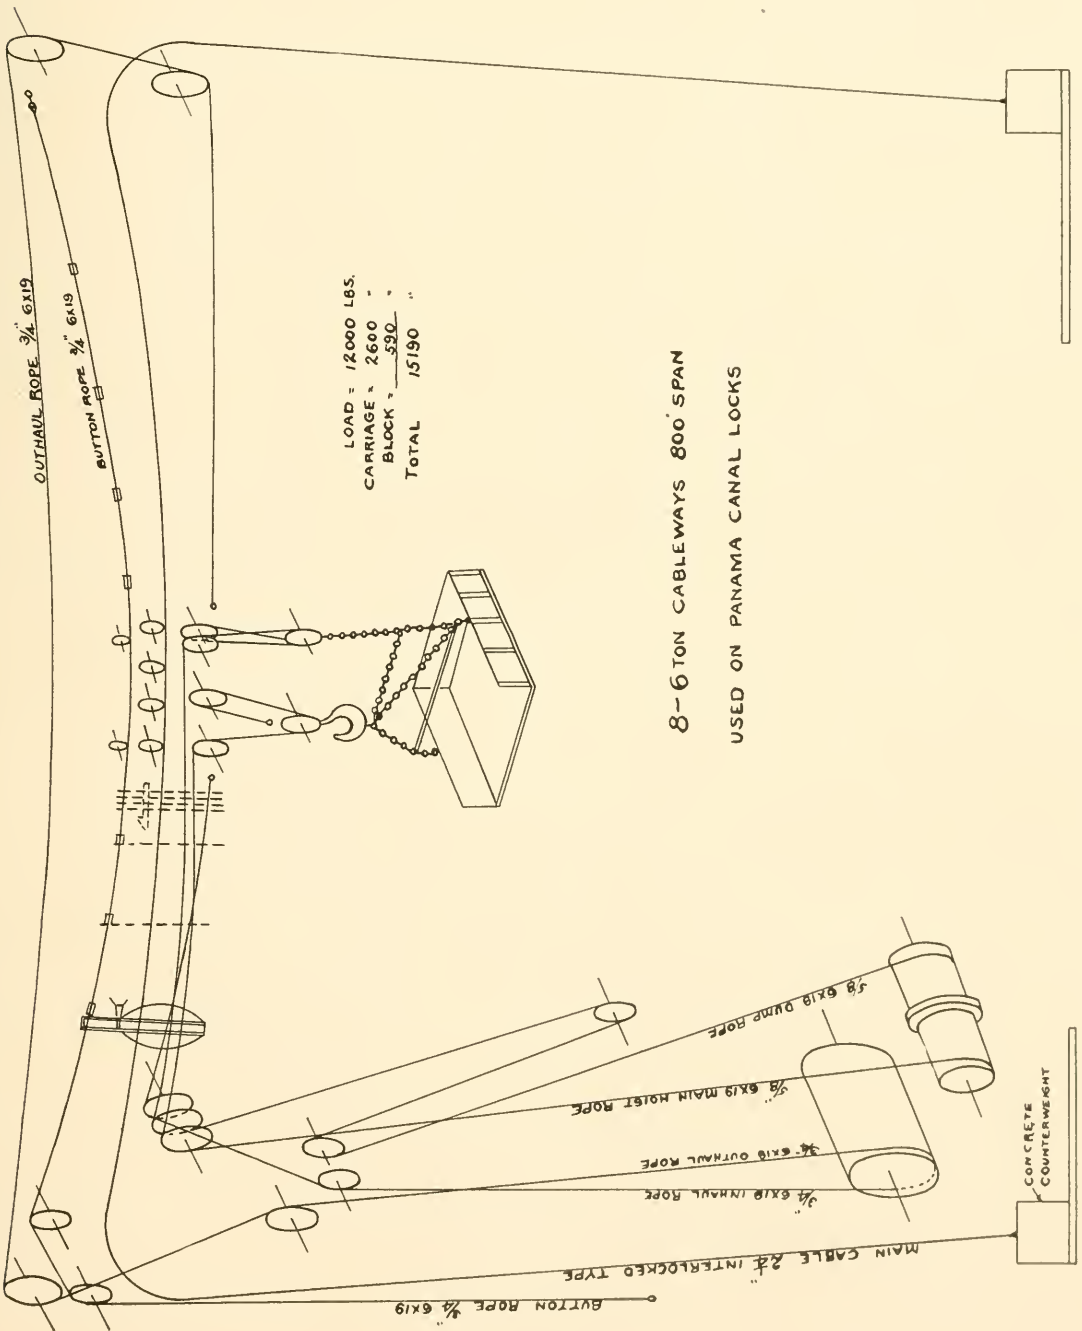 OUTHAUL ROPE 3/4" 6X19
BUTTON ROPE 3/4" 6X19
LOAD = 12000 LBS.
CARRIAGE = 2600 "
BLOCK = 590 "
TOTAL 15190 "
8-6 TON CABLEWAYS 800' SPAN
USED ON PANAMA CANAL LOCKS
5/8 6X19 DUMP ROPE
5/8" 6X19 MAIN HOIST ROPE
3/4" 6X19 OUTHAUL ROPE
3/4" 6X19 INHAUL ROPE
MAIN CABLE 2 1/4" INTERLOCKED TYPE
BUTTON ROPE 3/4" 6X19
CONCRETE
COUNTERWEIGHT